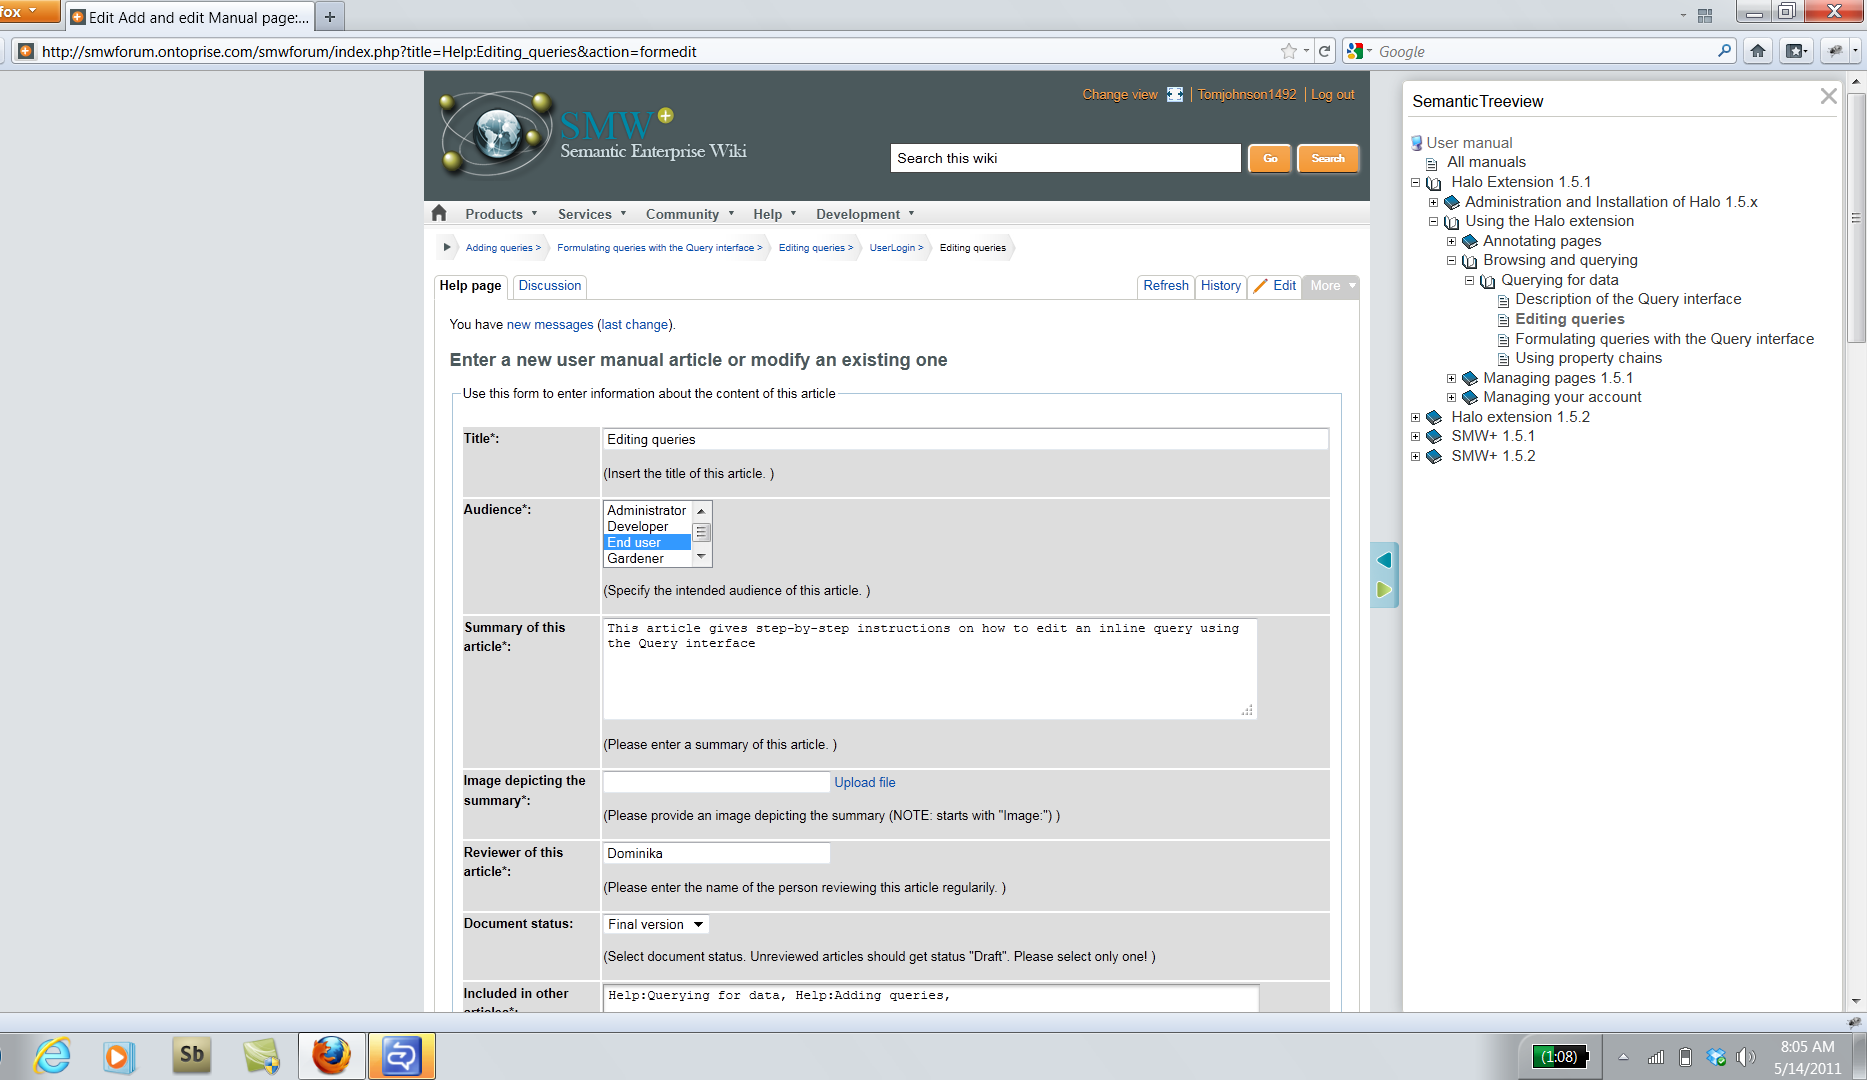 fox
Edit Add and edit Manual page:...
http://smwforum.ontoprise.com/smwforum/index.php?title=Help:Editing_queries&action=formedit
Google
SMW+
Semantic Enterprise Wiki
Change view | Tomjohnson1492 | Log out
Search this wiki
Go
Search
Products
Services
Community
Help
Development
Adding queries >
Formulating queries with the Query interface >
Editing queries >
UserLogin >
Editing queries
Help page
Discussion
Refresh
History
Edit
More
You have new messages (last change).
Enter a new user manual article or modify an existing one
Use this form to enter information about the content of this article
Title*:
Editing queries
(Insert the title of this article. )
Audience*:
Administrator
Developer
End user
Gardener
(Specify the intended audience of this article. )
Summary of this
article*:
This article gives step-by-step instructions on how to edit an inline query using
the Query interface
(Please enter a summary of this article. )
Image depicting the
summary*:
Upload file
(Please provide an image depicting the summary (NOTE: starts with "Image:") )
Reviewer of this
article*:
Dominika
(Please enter the name of the person reviewing this article regularily. )
Document status:
Final version
(Select document status. Unreviewed articles should get status "Draft". Please select only one! )
Included in other
articles*:
Help:Querying for data, Help:Adding queries,
SemanticTreeview
User manual
All manuals
Halo Extension 1.5.1
Administration and Installation of Halo 1.5.x
Using the Halo extension
Annotating pages
Browsing and querying
Querying for data
Description of the Query interface
Editing queries
Formulating queries with the Query interface
Using property chains
Managing pages 1.5.1
Managing your account
Halo extension 1.5.2
SMW+ 1.5.1
SMW+ 1.5.2
Sb
(1:08)
8:05 AM
5/14/2011